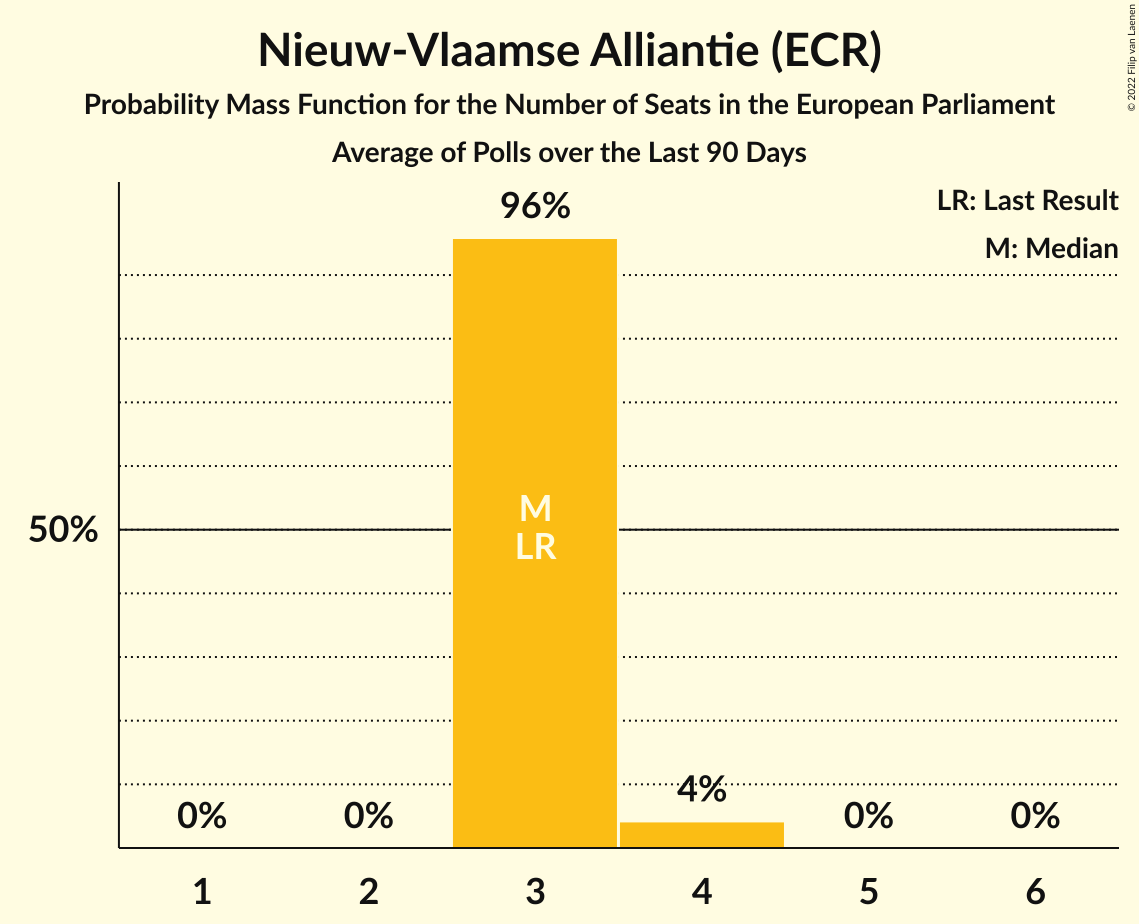 Nieuw-Vlaamse Alliantie (ECR)
Probability Mass Function for the Number of Seats in the European Parliament
Average of Polls over the Last 90 Days
© 2022 Filip van Laenen
LR: Last Result
M: Median
96%
M
LR
50%
4%
0%
0%
0%
0%
1
2
3
4
5
6